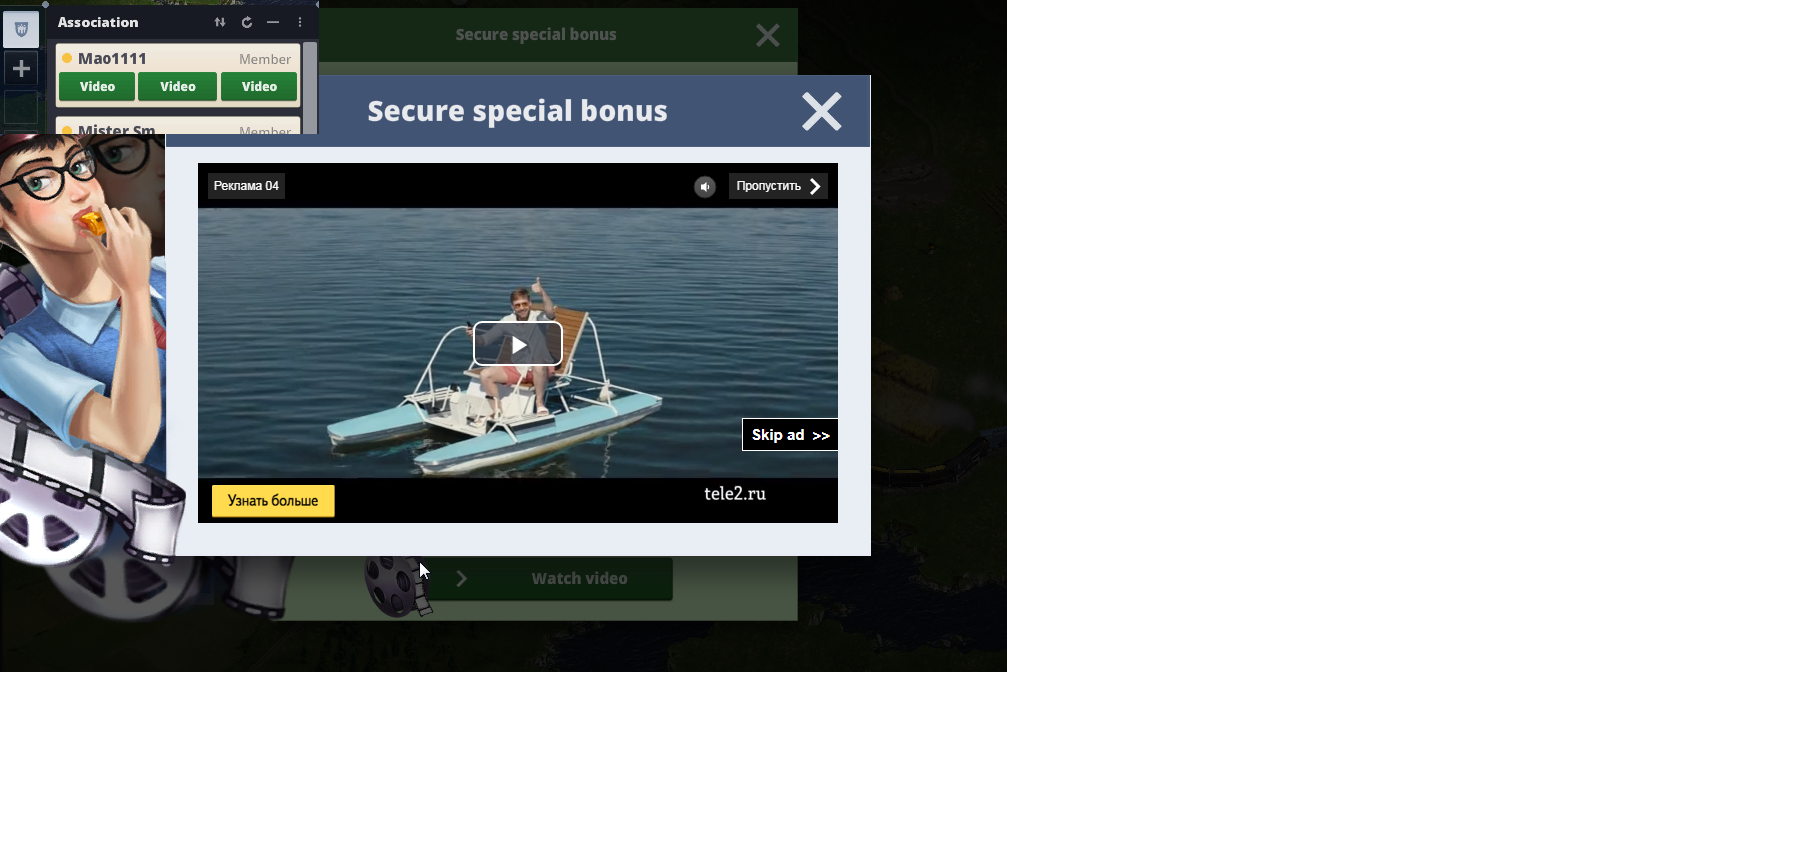 Association
Secure special bonus
Mao1111 Member
Video Video Video
Mister Sm Member
Secure special bonus
Реклама 04
Пропустить
Skip ad >>
Узнать больше
tele2.ru
Watch video